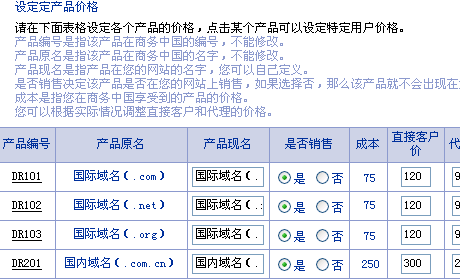 设定定产品价格
请在下面表格设定各个产品的价格，点击某个产品可以设定特定用户价格。
产品编号是指该产品在商务中国的编号，不能修改。
产品原名是指该产品在商务中国的名字，不能修改。
产品现名是指产品在您的网站的名字，您可以自己定义。
是否销售决定该产品是否在您的网站上销售，如果选择否，那么该产品就不会出现在
成本是指您在商务中国享受到的产品的价格。
您可以根据实际情况调整直接客户和代理的价格。
产品编号 产品原名 产品现名 是否销售 成本 直接客户价 代
DR101 国际域名（.com） 国际域名（. 是 否 75 120 9
DR102 国际域名（.net） 国际域名（. 是 否 75 120 9
DR103 国际域名（.org） 国际域名（. 是 否 75 120 9
DR201 国内域名（.com.cn） 国内域名（. 是 否 250 300 2